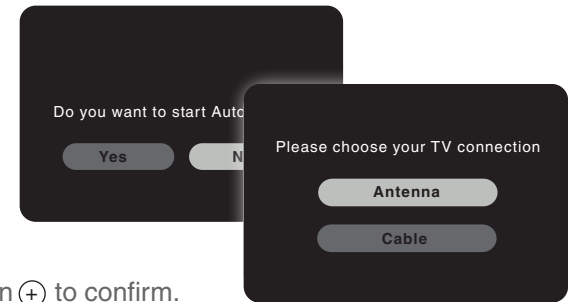 Do you want to start Auto
Yes
Please choose your TV connection
Antenna
Cable
to confirm.